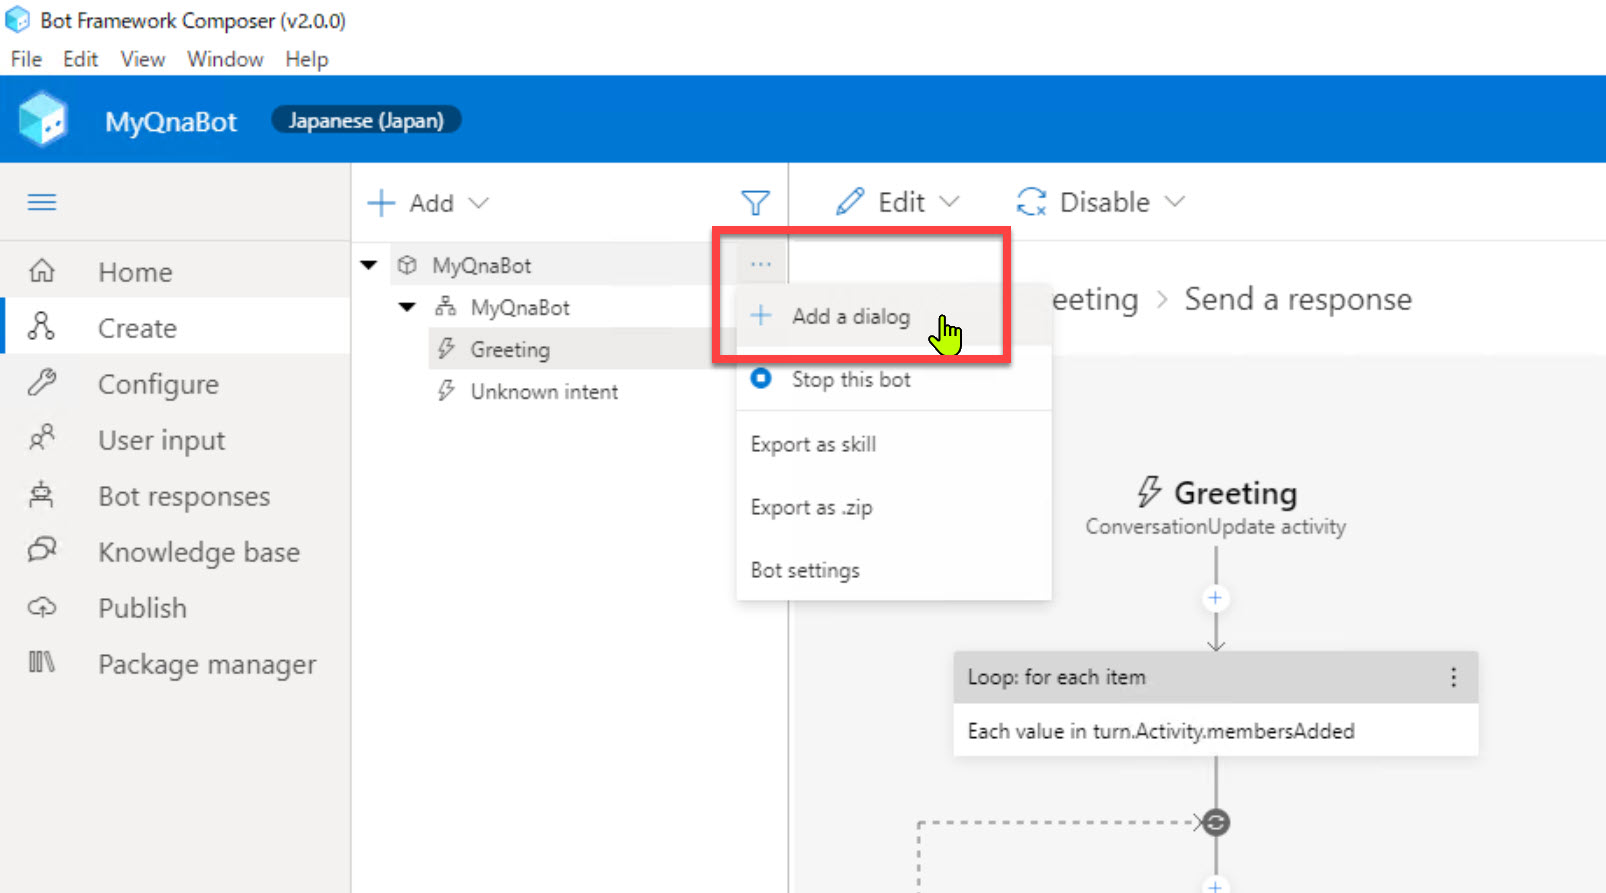 Bot Framework Composer (v2.0.0)
File Edit View Window Help
MyQnaBot Japanese (Japan)
Add
Edit Disable
Home
Create
Configure
User input
Bot responses
Knowledge base
Publish
Package manager
MyQnaBot ...
MyQnaBot
Greeting
Unknown intent
Add a dialog
Stop this bot
Export as skill
Export as .zip
Bot settings
eeting > Send a response
Greeting
ConversationUpdate activity
Loop: for each item
Each value in turn.Activity.membersAdded